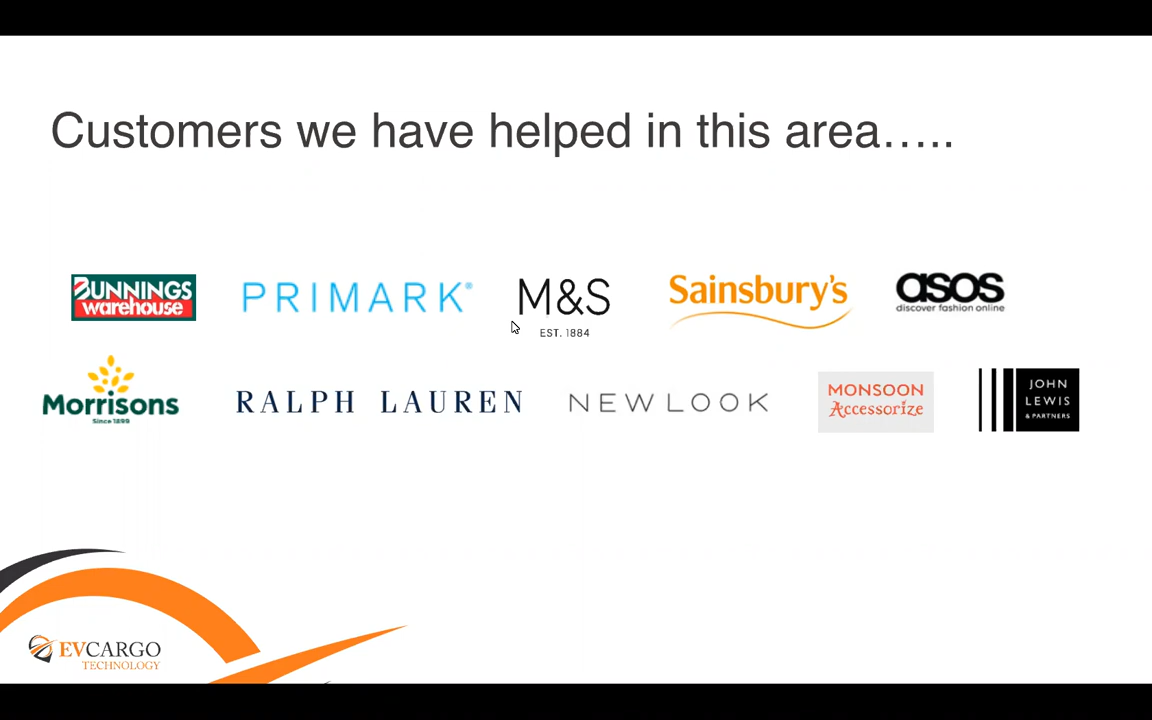 Customers we have helped in this area…..
BUNNINGS
warehouse
PRIMARK®
M&S
EST. 1884
Sainsbury's
asos
discover fashion online
Morrisons
Since 1899
RALPH LAUREN
NEW LOOK
MONSOON
Accessorize
JOHN
LEWIS
& PARTNERS
EVCARGO
TECHNOLOGY